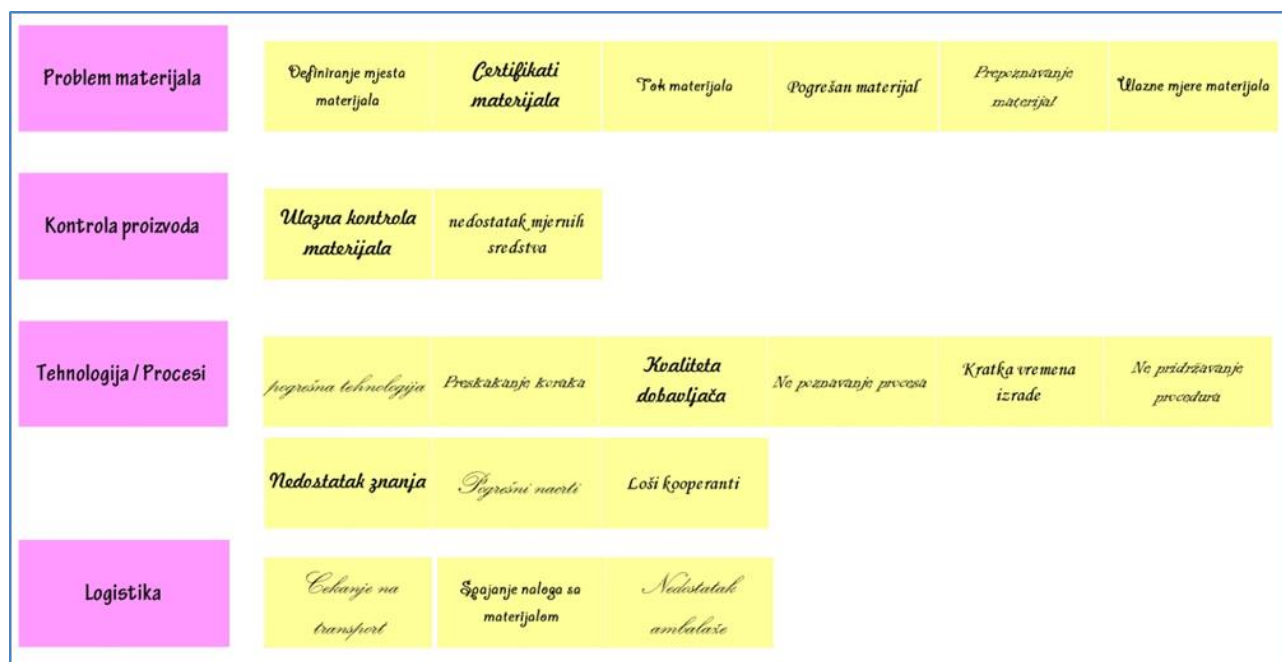 Problem materijala
Definiranje mjesta
materijala
Certifikati
materijala
Tok materijala
Pogrešan materijal
Prepoznavanje
materijal
Ulazne mjere materijala
Kontrola proizvoda
Ulazna kontrola
materijala
nedostatak mjernih
sredstva
Tehnologija / Procesi
pogrešna tehnologija
Preskakanje koraka
Kvaliteta
dobavljača
Ne poznavanje procesa
Kratka vremena
izrade
Ne pridržavanje
procedura
Nedostatak znanja
Pogrešni nacrti
Loši kooperanti
Logistika
Cekanje na
transport
Spajanje naloga sa
materijalom
Nedostatak
ambalaže